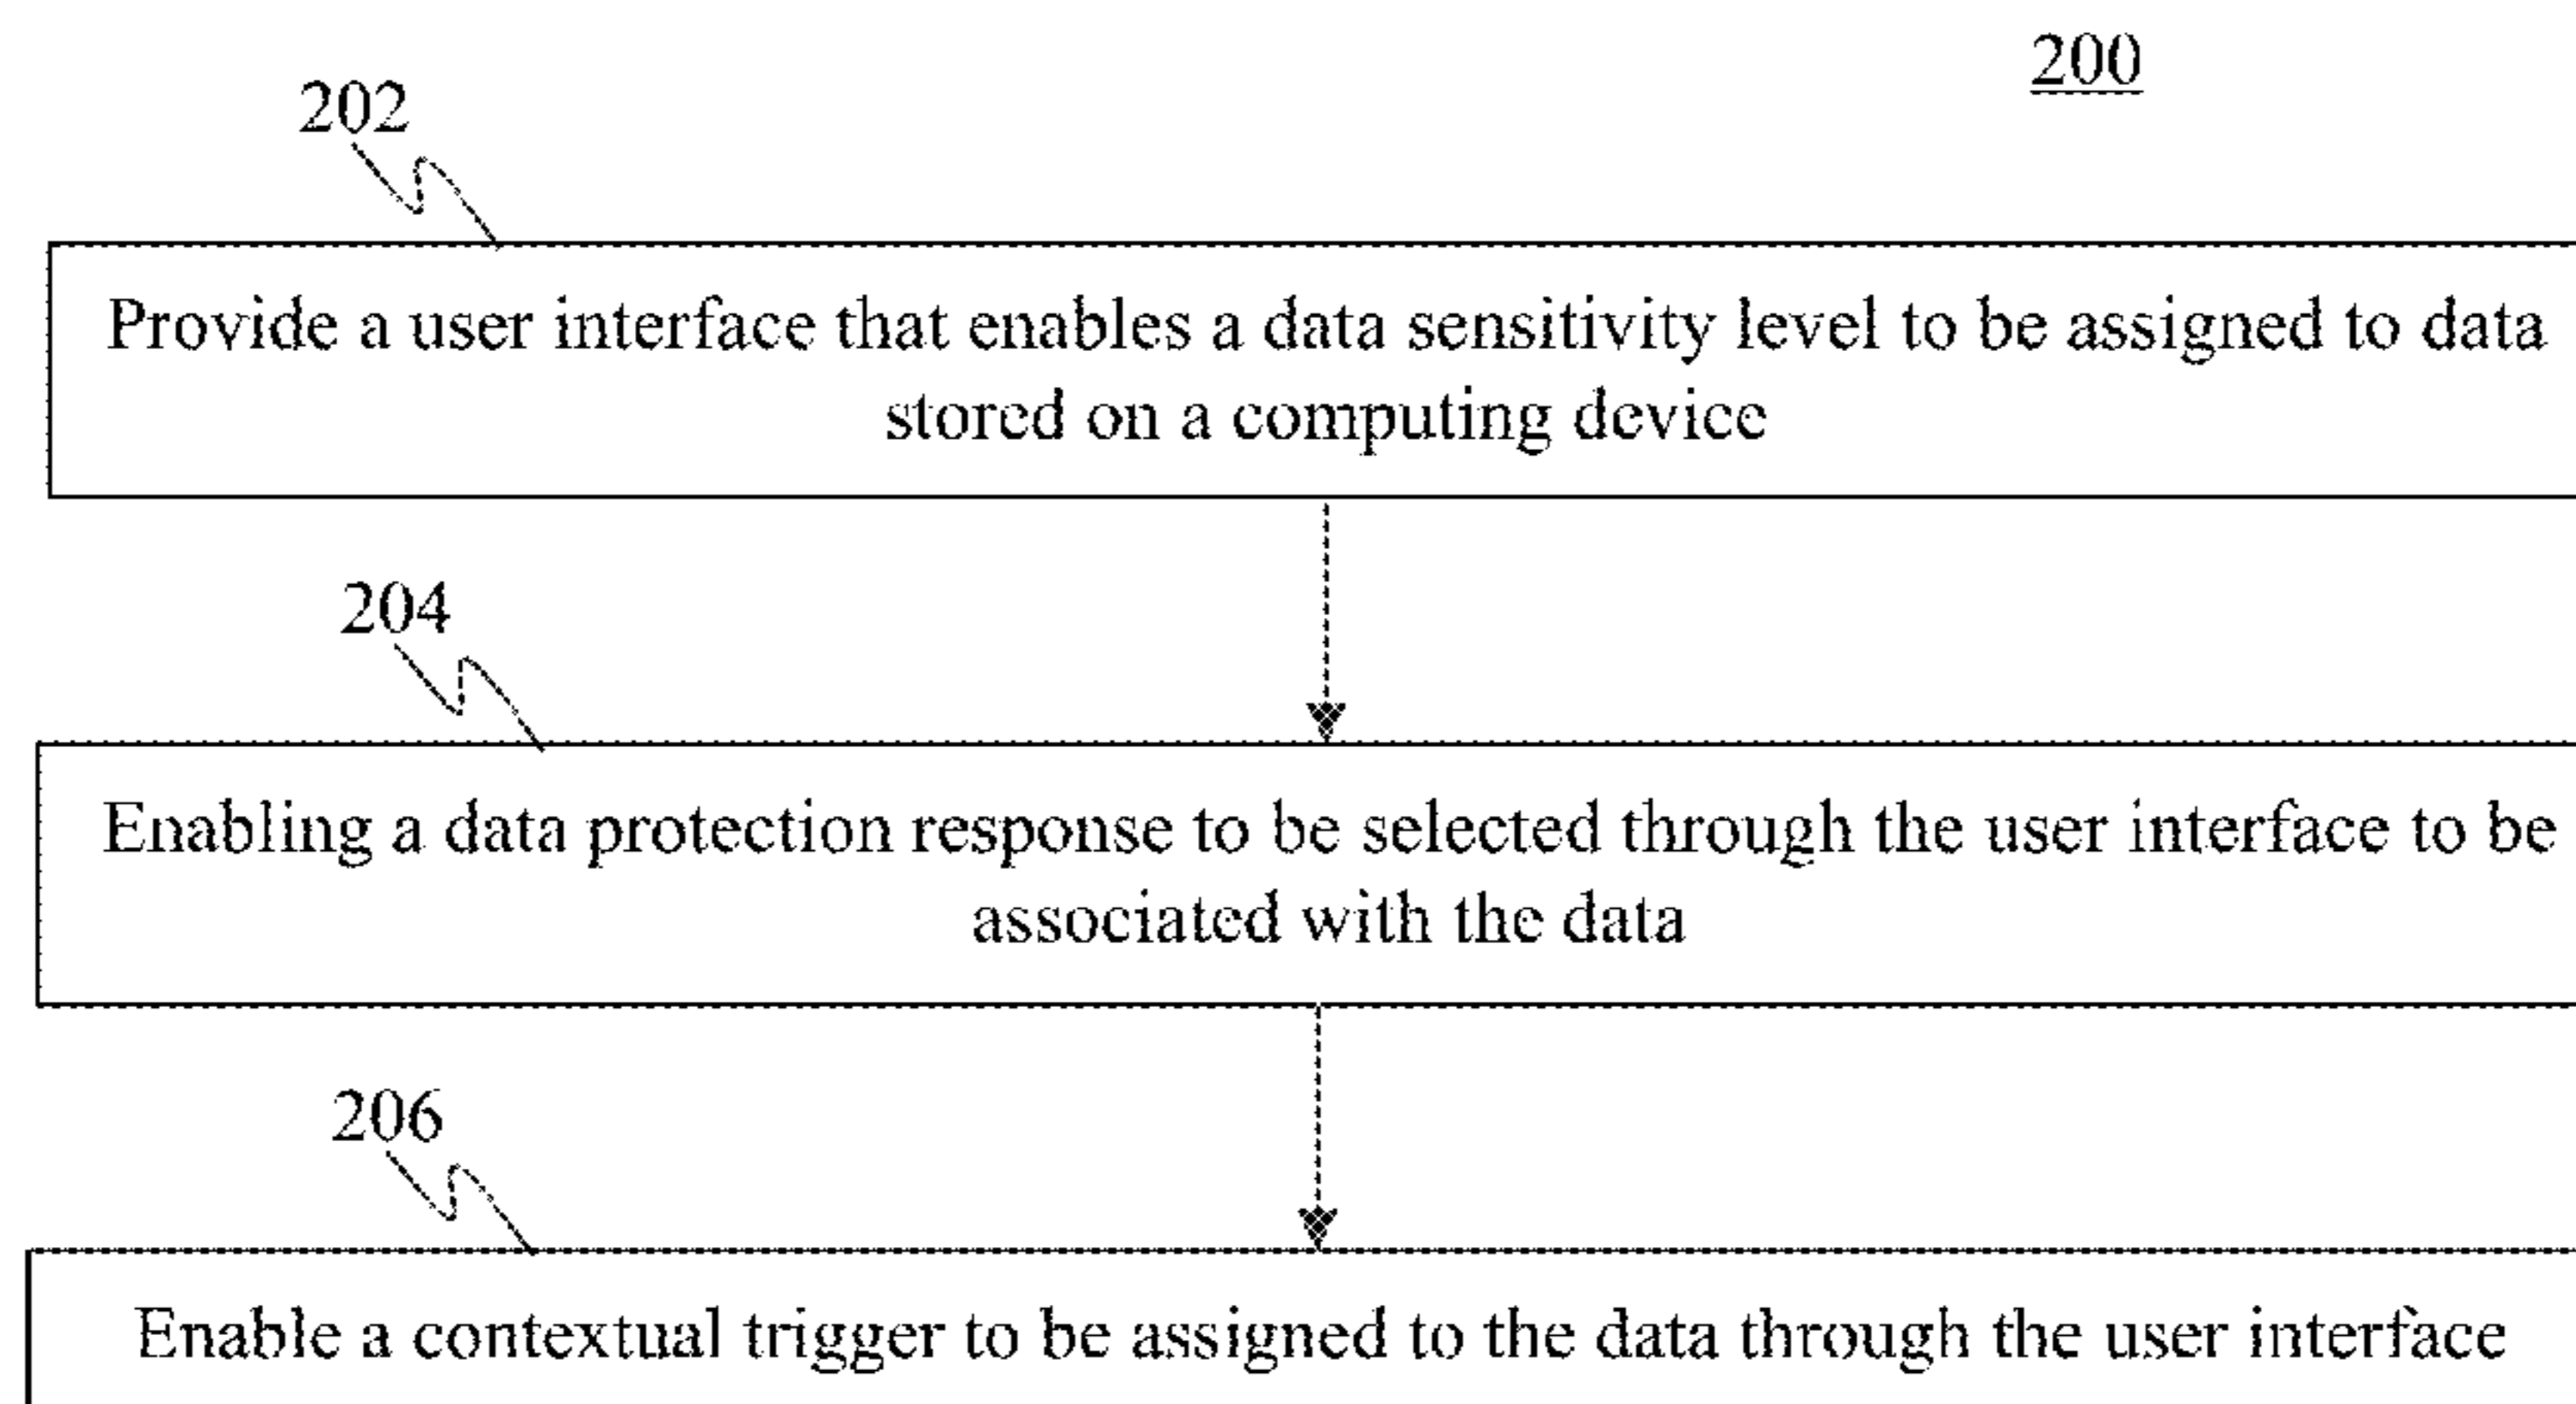 200
202
Provide a user interface that enables a data sensitivity level to be assigned to data
stored on a computing device
204
Enabling a data protection response to be selected through the user interface to be
associated with the data
206
Enable a contextual trigger to be assigned to the data through the user interface